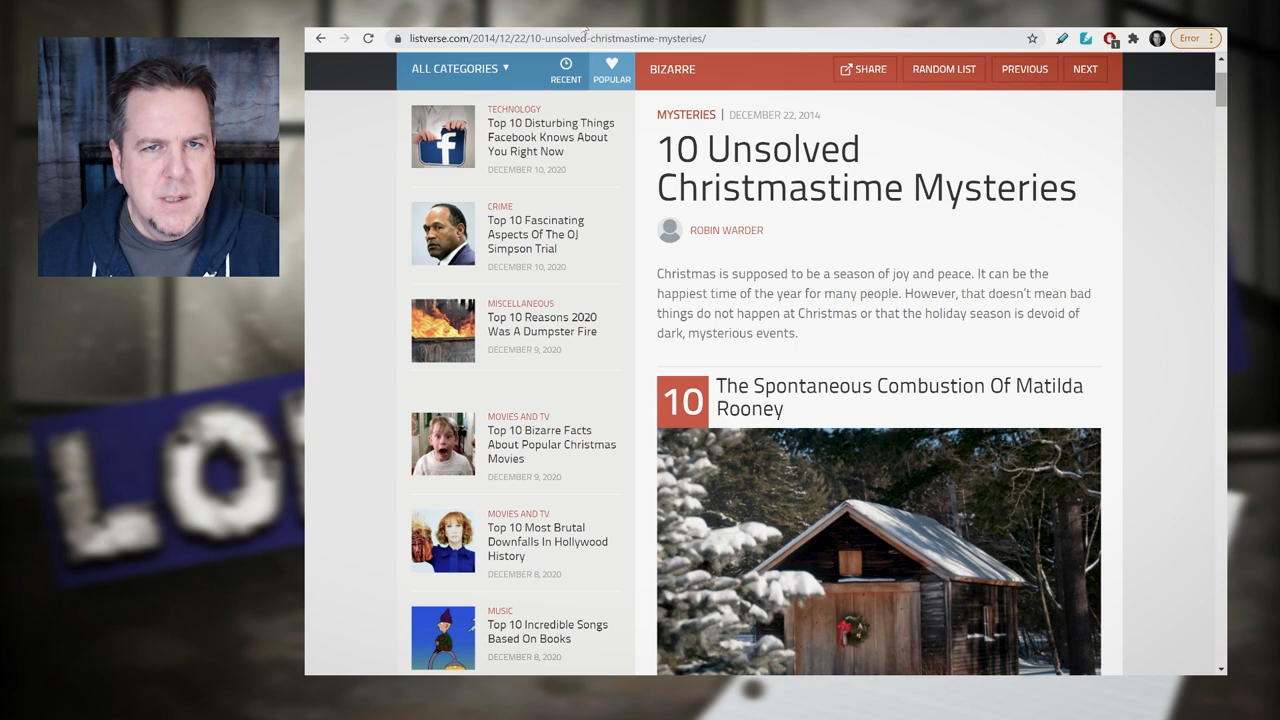 listverse.com/2014/12/22/10-unsolved-christmastime-mysteries/
Error
ALL CATEGORIES
RECENT
POPULAR
BIZARRE
SHARE
RANDOM LIST
PREVIOUS
NEXT
TECHNOLOGY
Top 10 Disturbing Things
Facebook Knows About
You Right Now
DECEMBER 10, 2020
CRIME
Top 10 Fascinating
Aspects Of The OJ
Simpson Trial
DECEMBER 10, 2020
MISCELLANEOUS
Top 10 Reasons 2020
Was A Dumpster Fire
DECEMBER 9, 2020
MOVIES AND TV
Top 10 Bizarre Facts
About Popular Christmas
Movies
DECEMBER 9, 2020
MOVIES AND TV
Top 10 Most Brutal
Downfalls In Hollywood
History
DECEMBER 8, 2020
MUSIC
Top 10 Incredible Songs
Based On Books
DECEMBER 8, 2020
MYSTERIES | DECEMBER 22, 2014
10 Unsolved
Christmastime Mysteries
ROBIN WARDER
Christmas is supposed to be a season of joy and peace. It can be the
happiest time of the year for many people. However, that doesn't mean bad
things do not happen at Christmas or that the holiday season is devoid of
dark, mysterious events.
10
The Spontaneous Combustion Of Matilda
Rooney